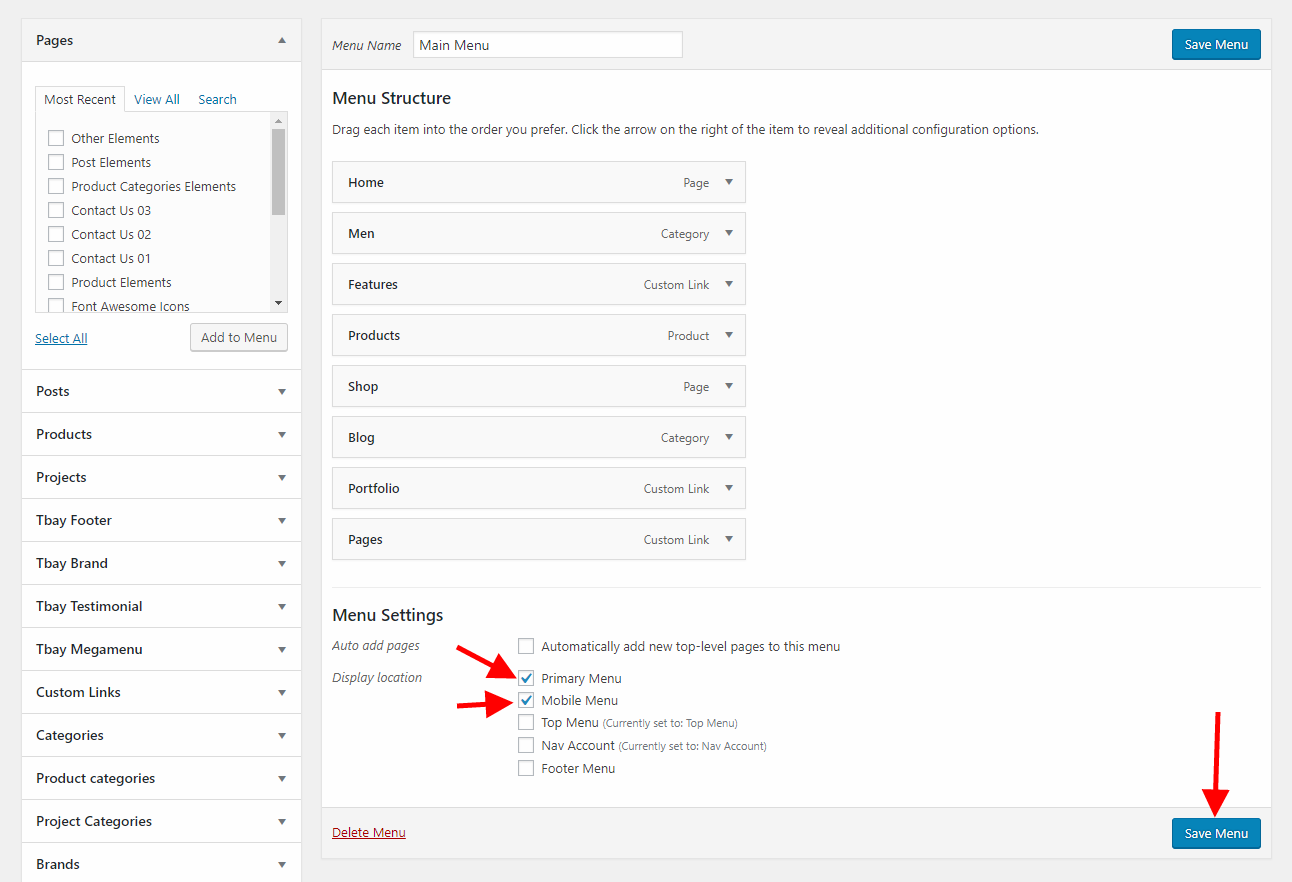 Pages
Most Recent View All Search
Other Elements
Post Elements
Product Categories Elements
Contact Us 03
Contact Us 02
Contact Us 01
Product Elements
Font Awesome Icons
Select All Add to Menu
Posts
Products
Projects
Tbay Footer
Tbay Brand
Tbay Testimonial
Tbay Megamenu
Custom Links
Categories
Product categories
Project Categories
Brands
Menu Name Main Menu Save Menu
Menu Structure
Drag each item into the order you prefer. Click the arrow on the right of the item to reveal additional configuration options.
Home Page
Men Category
Features Custom Link
Products Product
Shop Page
Blog Category
Portfolio Custom Link
Pages Custom Link
Menu Settings
Auto add pages Automatically add new top-level pages to this menu
Display location Primary Menu
Mobile Menu
Top Menu (Currently set to: Top Menu)
Nav Account (Currently set to: Nav Account)
Footer Menu
Delete Menu Save Menu